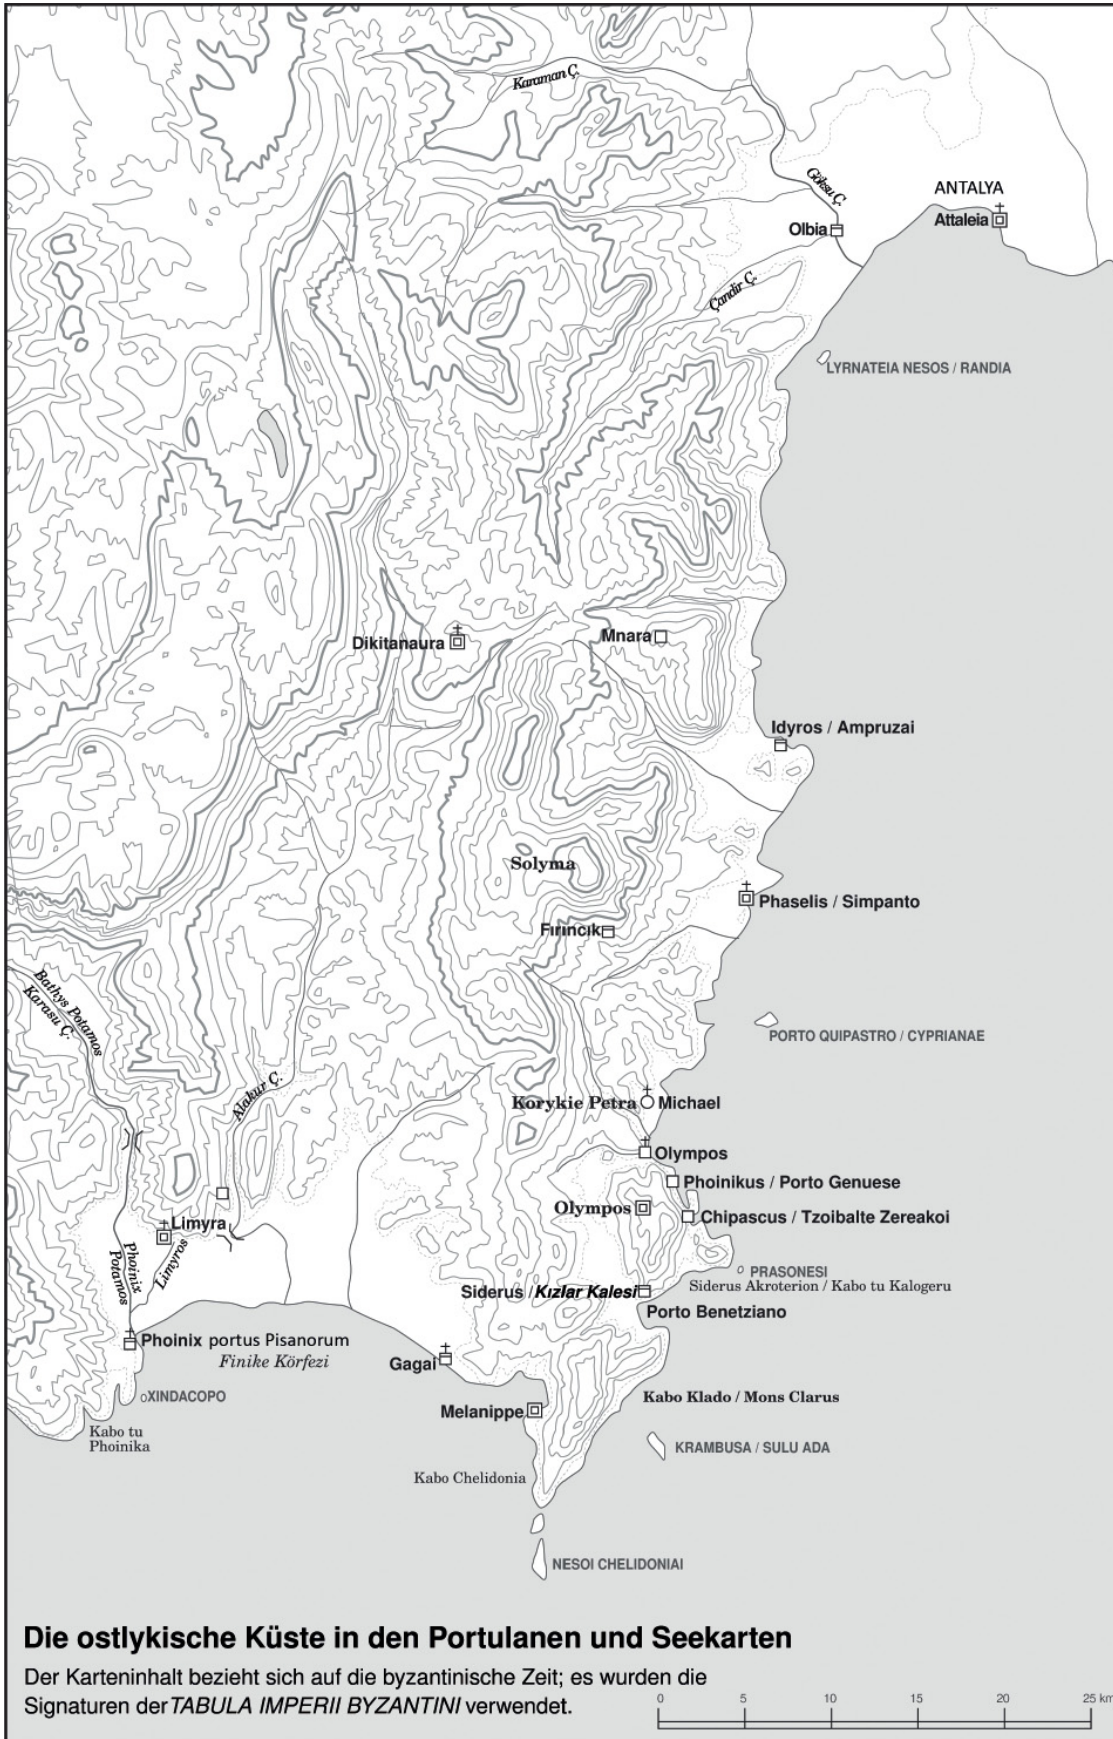 Karaman Ç.
Göksu Ç.
ANTALYA
Attaleia
Olbia
Çandir Ç.
LYRNATEIA NESOS / RANDIA
Dikitanaura
Mnara
Idyros / Ampruzai
Solyma
Phaselis / Simpanto
Fırıncık
Bathys Potamos
Karasu Ç.
PORTO QUIPASTRO / CYPRIANAE
Alakur Ç.
Korykie Petra
Michael
Olympos
Phoinikus / Porto Genuese
Olympos
Chipascus / Tzoibalte Zereakoi
Limyra
Limyros
Phoinix
Potamos
PRASONESI
Siderus Akroterion / Kabo tu Kalogeru
Siderus / Kızlar Kalesi
Porto Benetziano
Phoinix portus Pisanorum
Finike Körfezi
Gagai
XINDACOPO
Kabo Klado / Mons Clarus
Melanippe
Kabo tu
Phoinika
KRAMBUSA / SULU ADA
Kabo Chelidonia
NESOI CHELIDONIAI
Die ostlykische Küste in den Portulanen und Seekarten
Der Karteninhalt bezieht sich auf die byzantinische Zeit; es wurden die
Signaturen der TABULA IMPERII BYZANTINI verwendet.
0 5 10 15 20 25 km